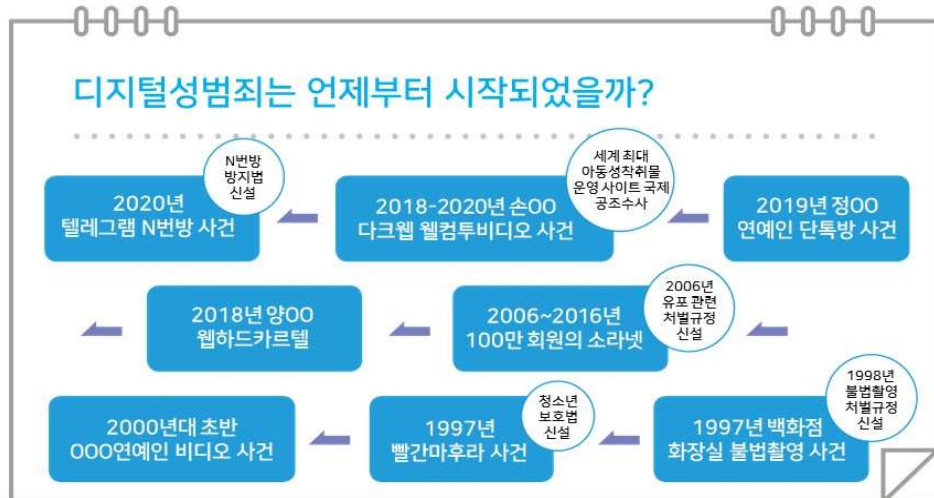 디지털성범죄는 언제부터 시작되었을까?
N번방
방지법
신설
2020년
텔레그램 N번방 사건
세계 최대
아동성착취물
운영 사이트 국제
공조수사
2018-2020년 손OO
다크웹 웰컴투비디오 사건
2019년 정OO
연예인 단톡방 사건
2018년 양OO
웹하드카르텔
2006년
유포 관련
처벌규정
신설
2006~2016년
100만 회원의 소라넷
2000년대 초반
OOO연예인 비디오 사건
청소년
보호법
신설
1997년
빨간마후라 사건
1998년
불법촬영
처벌규정
신설
1997년 백화점
화장실 불법촬영 사건